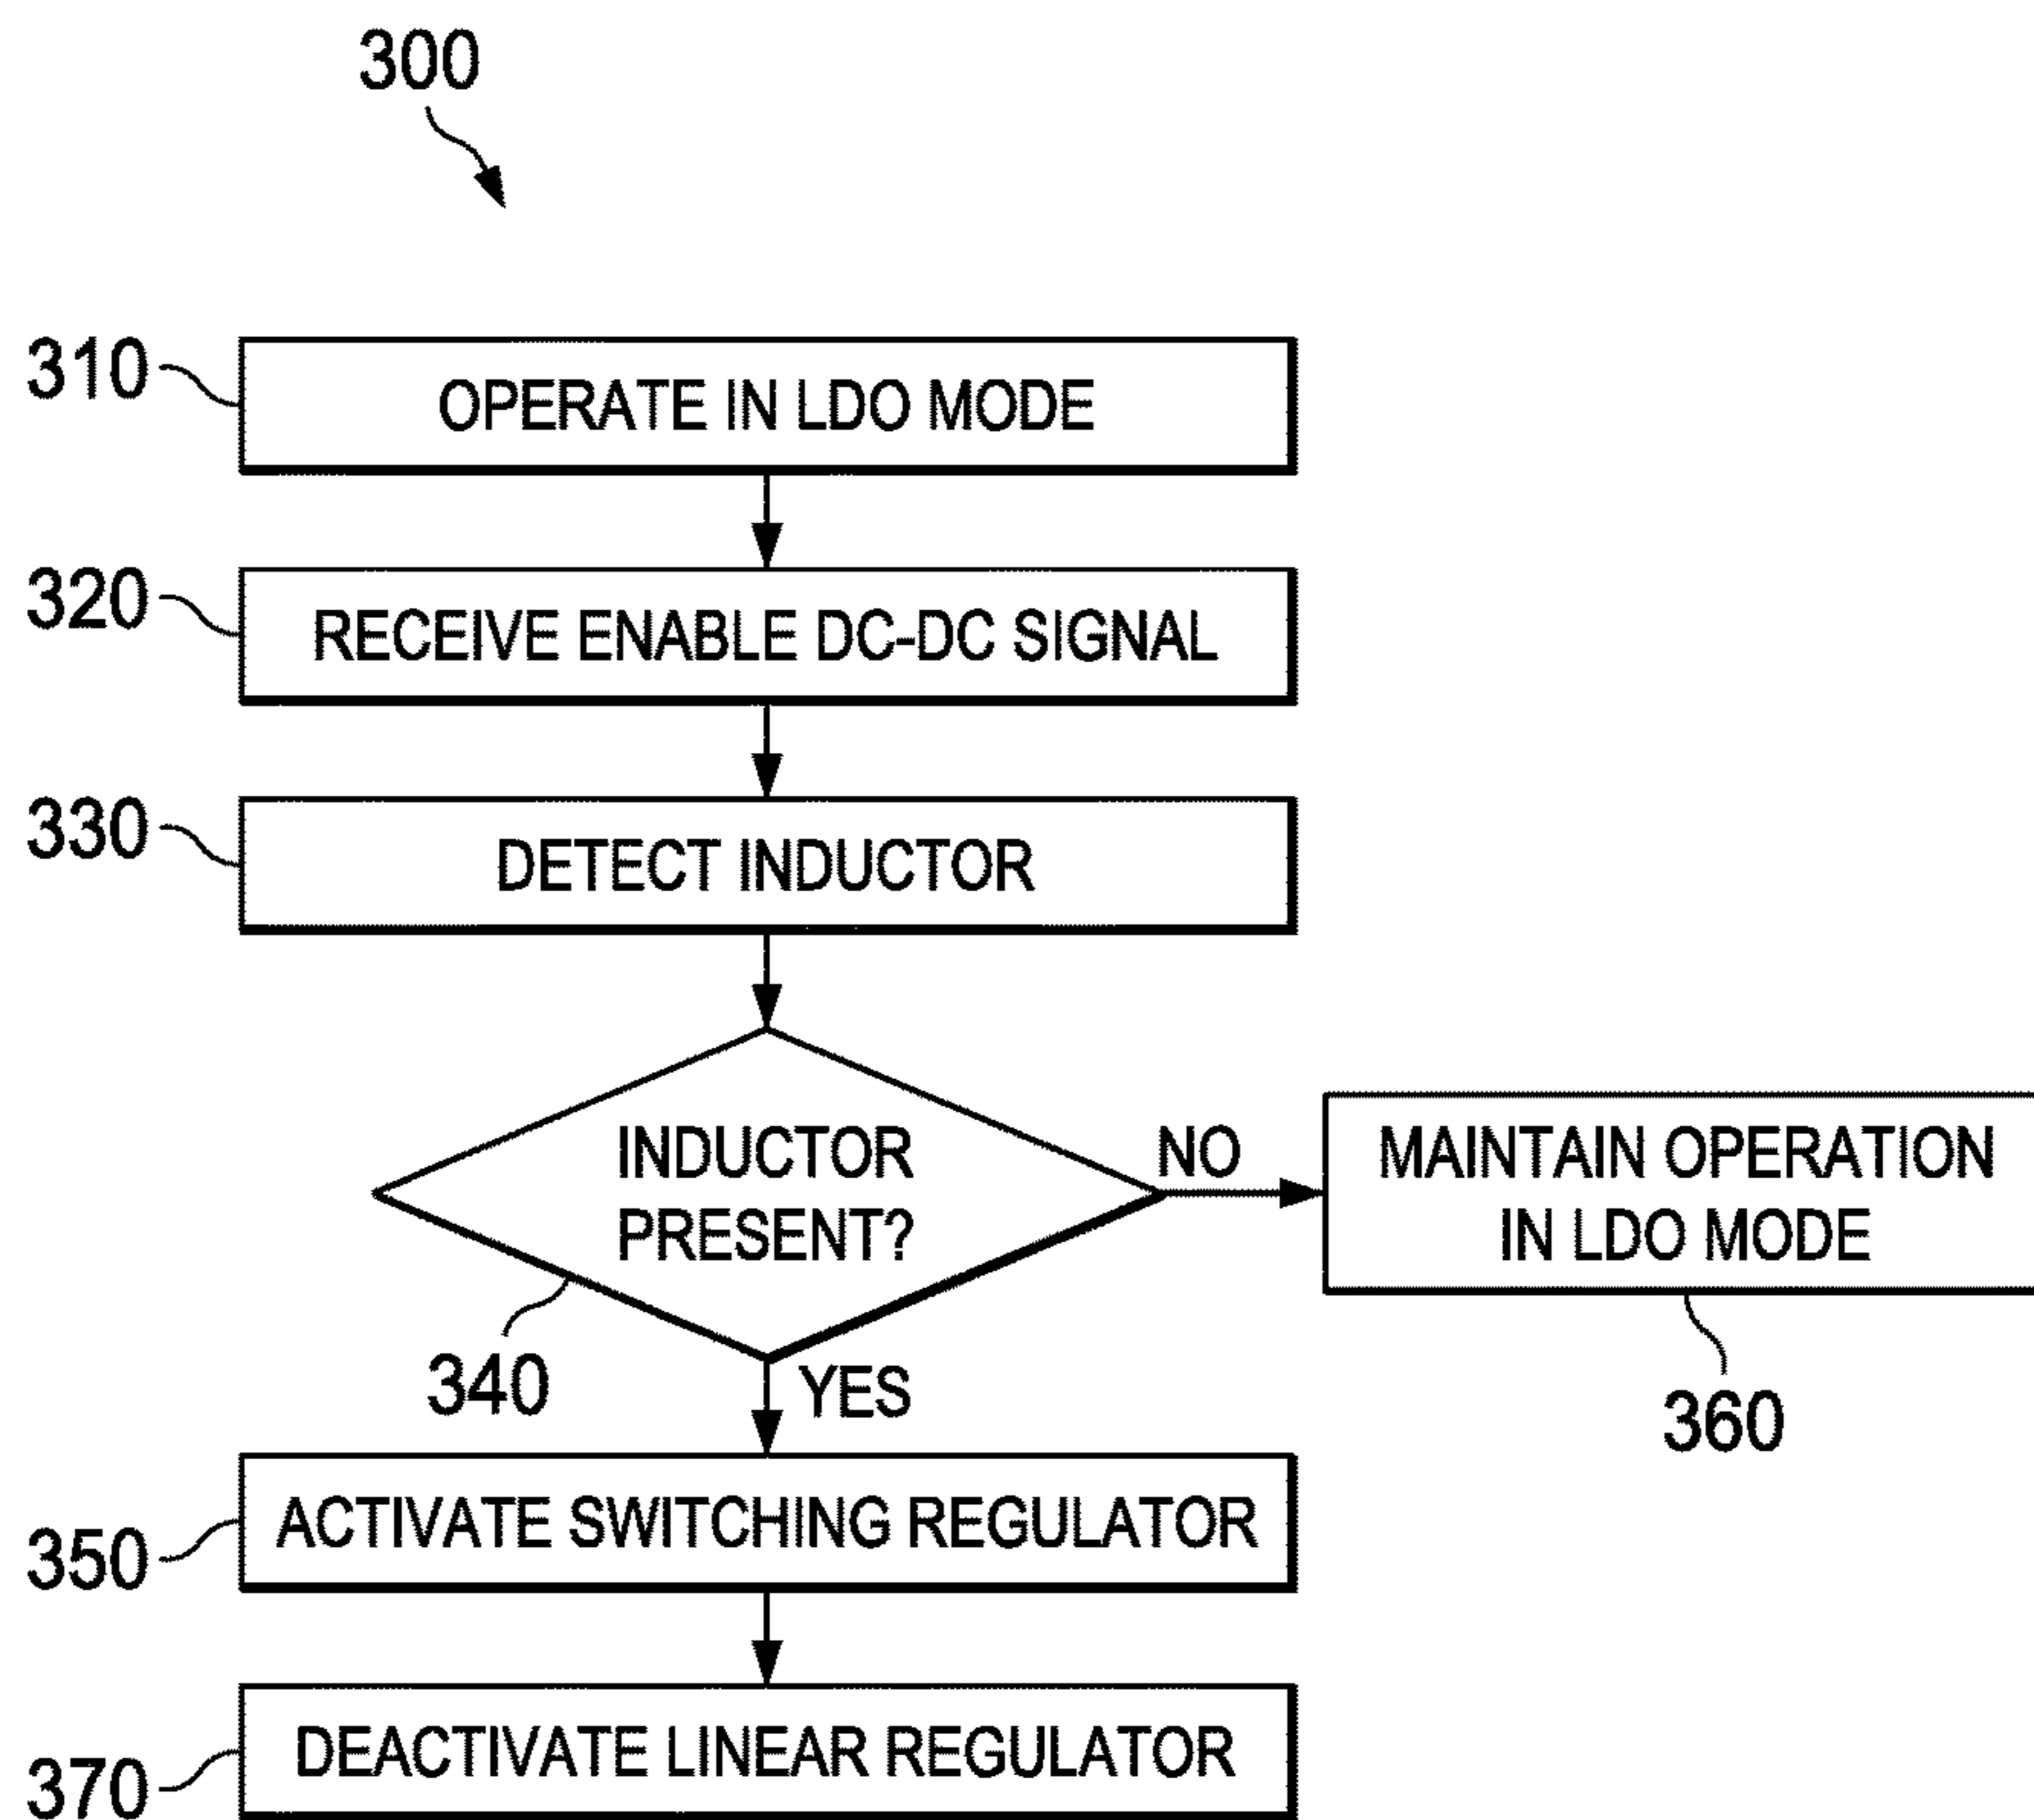 300
310
OPERATE IN LDO MODE
320
RECEIVE ENABLE DC-DC SIGNAL
330
DETECT INDUCTOR
INDUCTOR
PRESENT?
NO
MAINTAIN OPERATION
IN LDO MODE
340
YES
360
350
ACTIVATE SWITCHING REGULATOR
370
DEACTIVATE LINEAR REGULATOR